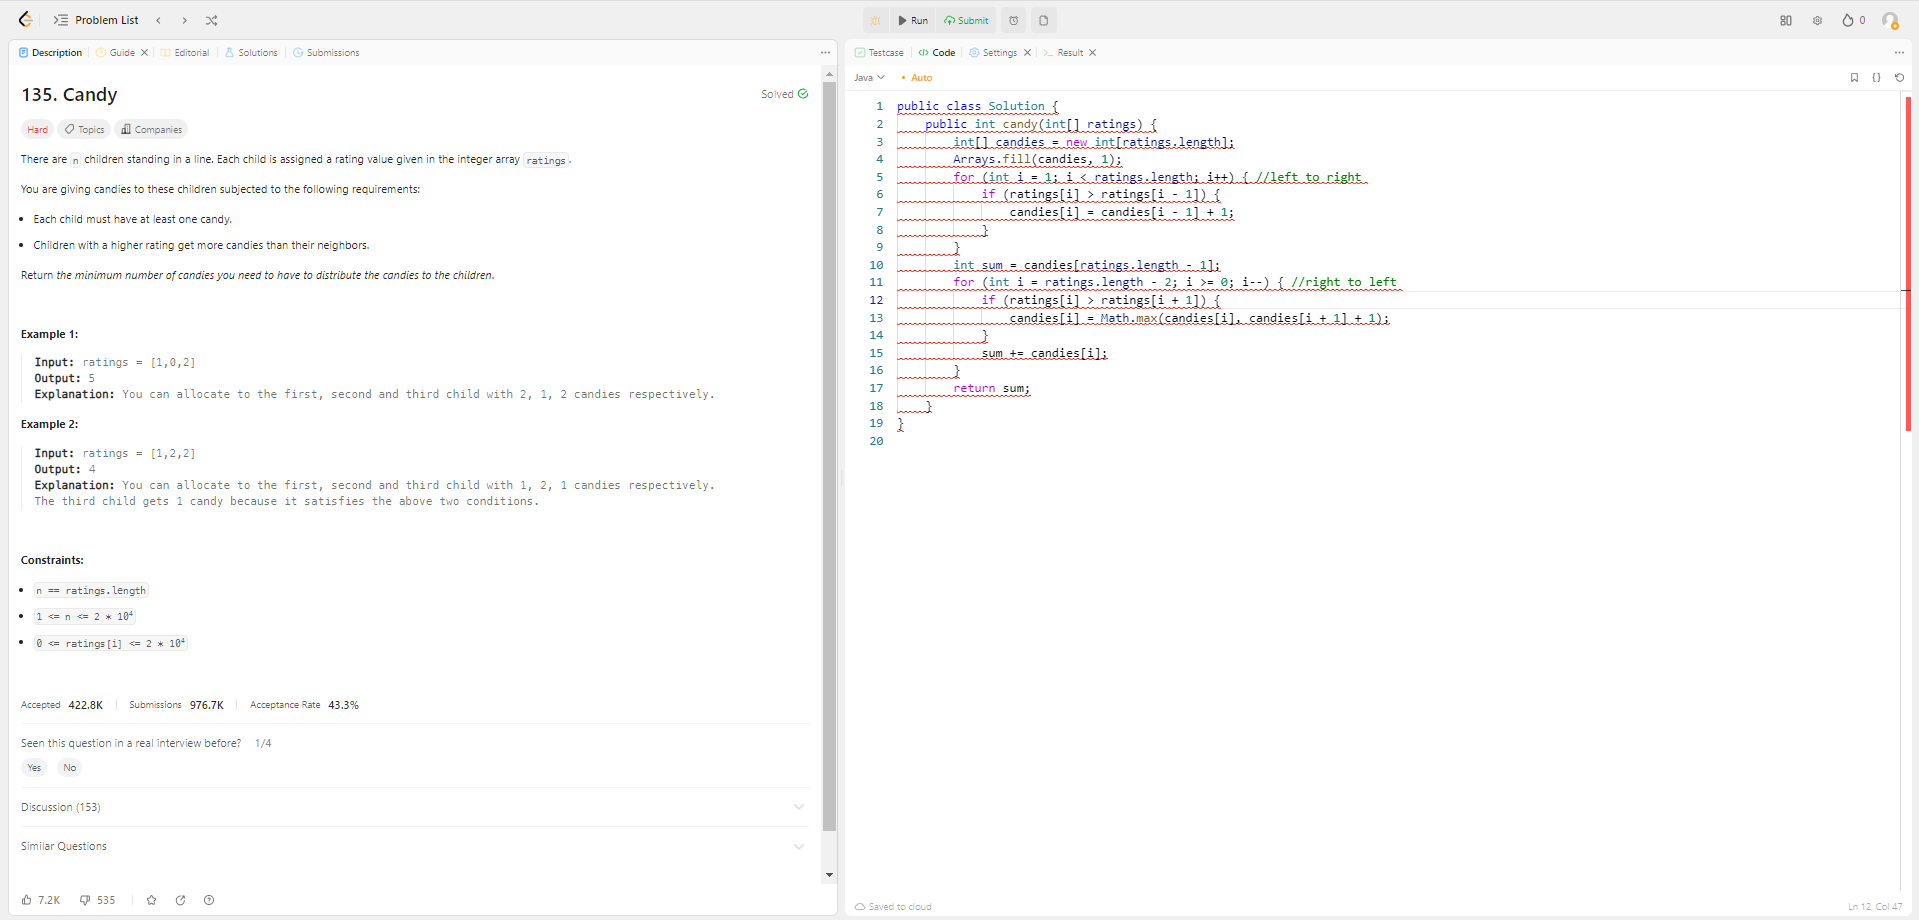 Problem List
Run
Submit
0
Description
Guide
Editorial
Solutions
Submissions
135. Candy
Solved
Hard
Topics
Companies
There are n children standing in a line. Each child is assigned a rating value given in the integer array ratings.
You are giving candies to these children subjected to the following requirements:
• Each child must have at least one candy.
• Children with a higher rating get more candies than their neighbors.
Return the minimum number of candies you need to have to distribute the candies to the children.
Example 1:
Input: ratings = [1,0,2]
Output: 5
Explanation: You can allocate to the first, second and third child with 2, 1, 2 candies respectively.
Example 2:
Input: ratings = [1,2,2]
Output: 4
Explanation: You can allocate to the first, second and third child with 1, 2, 1 candies respectively.
The third child gets 1 candy because it satisfies the above two conditions.
Constraints:
• n == ratings.length
• 1 <= n <= 2 * 10⁴
• 0 <= ratings[i] <= 2 * 10⁴
Accepted 422.8K Submissions 976.7K Acceptance Rate 43.3%
Seen this question in a real interview before? 1/4
Yes No
Discussion (153)
Similar Questions
7.2K 535
Testcase
Code
Settings
Result
Java
• Auto
1 public class Solution {
2     public int candy(int[] ratings) {
3         int[] candies = new int[ratings.length];
4         Arrays.fill(candies, 1);
5         for (int i = 1; i < ratings.length; i++) { //left to right
6             if (ratings[i] > ratings[i - 1]) {
7                 candies[i] = candies[i - 1] + 1;
8             }
9         }
10         int sum = candies[ratings.length - 1];
11         for (int i = ratings.length - 2; i >= 0; i--) { //right to left
12             if (ratings[i] > ratings[i + 1]) {
13                 candies[i] = Math.max(candies[i], candies[i + 1] + 1);
14             }
15             sum += candies[i];
16         }
17         return sum;
18     }
19 }
20
Saved to cloud
Ln 12, Col 47